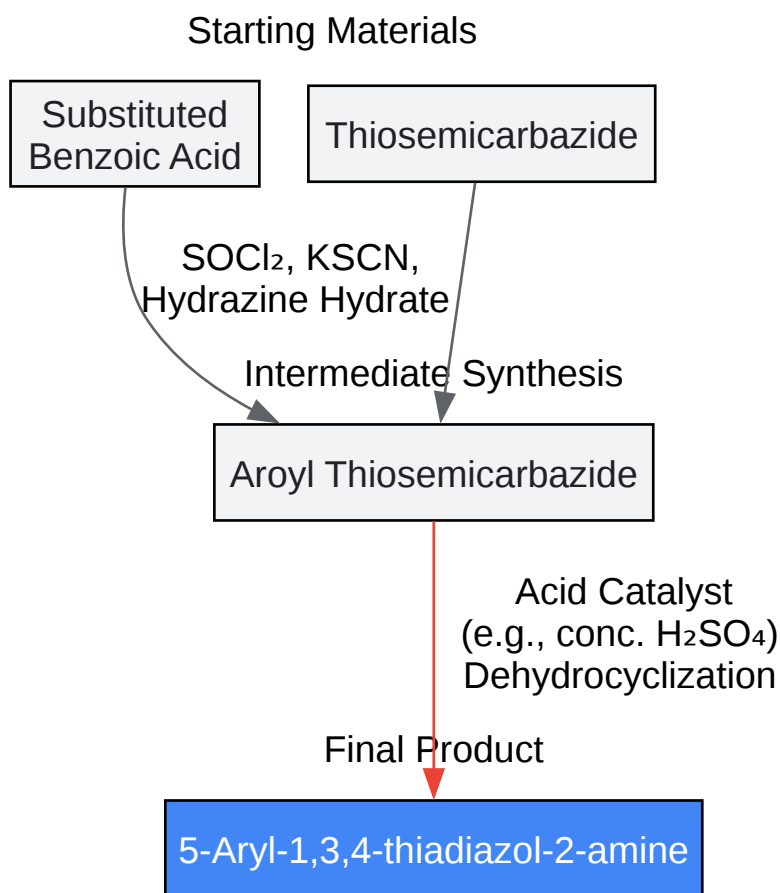 Starting Materials
Substituted
Benzoic Acid
Thiosemicarbazide
SOCl₂, KSCN,
Hydrazine Hydrate
Intermediate Synthesis
Aroyl Thiosemicarbazide
Acid Catalyst
(e.g., conc. H₂SO₄)
Dehydrocyclization
Final Product
5-Aryl-1,3,4-thiadiazol-2-amine